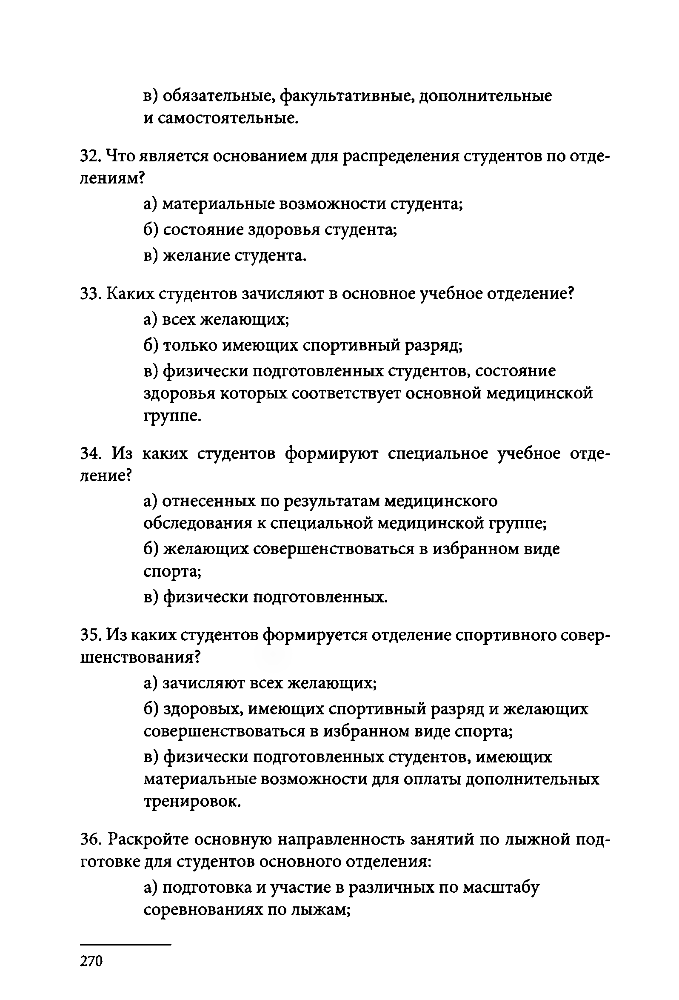 в) обязательные, факультативные, дополнительные
и самостоятельные.
32. Что является основанием для распределения студентов по отде-
лениям?
а) материальные возможности студента;
б) состояние здоровья студента;
в) желание студента.
33. Каких студентов зачисляют в основное учебное отделение?
а) всех желающих;
б) только имеющих спортивный разряд;
в) физически подготовленных студентов, состояние
здоровья которых соответствует основной медицинской
группе.
34. Из каких студентов формируют специальное учебное отде-
ление?
а) отнесенных по результатам медицинского
обследования к специальной медицинской группе;
б) желающих совершенствоваться в избранном виде
спорта;
в) физически подготовленных.
35. Из каких студентов формируется отделение спортивного совер-
шенствования?
а) зачисляют всех желающих;
б) здоровых, имеющих спортивный разряд и желающих
совершенствоваться в избранном виде спорта;
в) физически подготовленных студентов, имеющих
материальные возможности для оплаты дополнительных
тренировок.
36. Раскройте основную направленность занятий по лыжной под-
готовке для студентов основного отделения:
а) подготовка и участие в различных по масштабу
соревнованиях по лыжам;
270